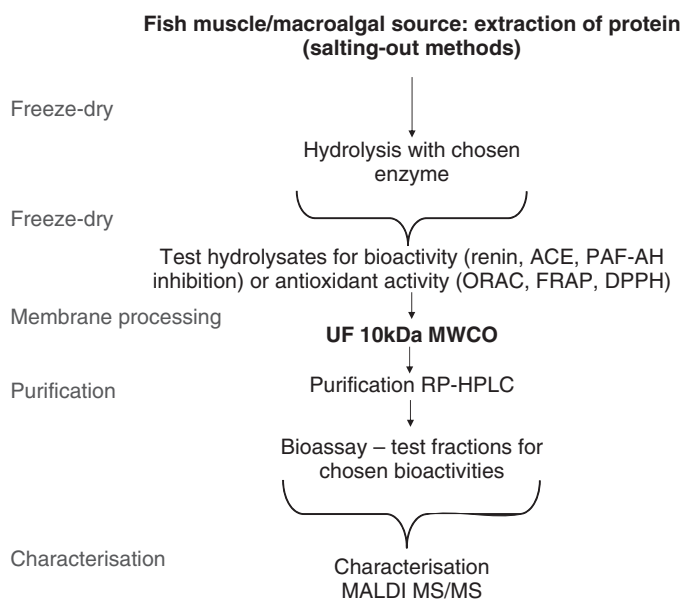 Fish muscle/macroalgal source: extraction of protein
(salting-out methods)
Freeze-dry
Hydrolysis with chosen
enzyme
Freeze-dry
Test hydrolysates for bioactivity (renin, ACE, PAF-AH
inhibition) or antioxidant activity (ORAC, FRAP, DPPH)
Membrane processing
UF 10kDa MWCO
Purification RP-HPLC
Purification
Bioassay – test fractions for
chosen bioactivities
Characterisation
Characterisation
MALDI MS/MS